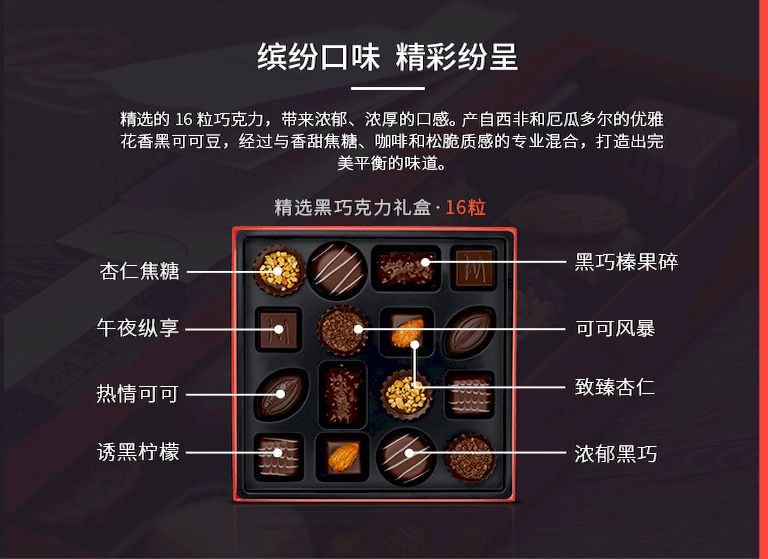 缤纷口味 精彩纷呈
精选的 16 粒巧克力，带来浓郁、浓厚的口感。产自西非和厄瓜多尔的优雅
花香黑可可豆，经过与香甜焦糖、咖啡和松脆质感的专业混合，打造出完
美平衡的味道。
精选黑巧克力礼盒·16粒
杏仁焦糖
黑巧榛果碎
午夜纵享
可可风暴
热情可可
致臻杏仁
诱黑柠檬
浓郁黑巧